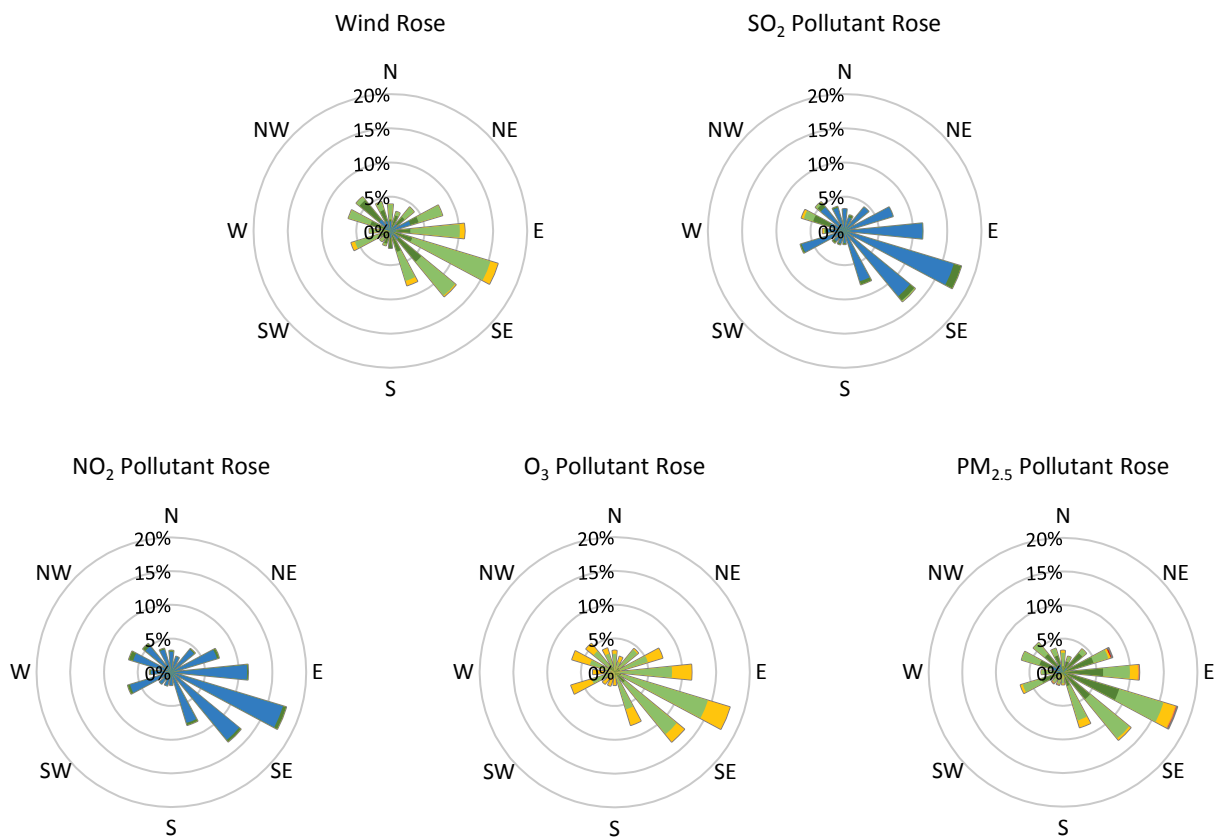 Wind Rose
N
NE
E
SE
S
SW
W
NW
20%
15%
10%
5%
0%
SO₂ Pollutant Rose
N
NE
E
SE
S
SW
W
NW
20%
15%
10%
5%
0%
NO₂ Pollutant Rose
N
NE
E
SE
S
SW
W
NW
20%
15%
10%
5%
0%
O₃ Pollutant Rose
N
NE
E
SE
S
SW
W
NW
20%
15%
10%
5%
0%
PM₂.₅ Pollutant Rose
N
NE
E
SE
S
SW
W
NW
20%
15%
10%
5%
0%